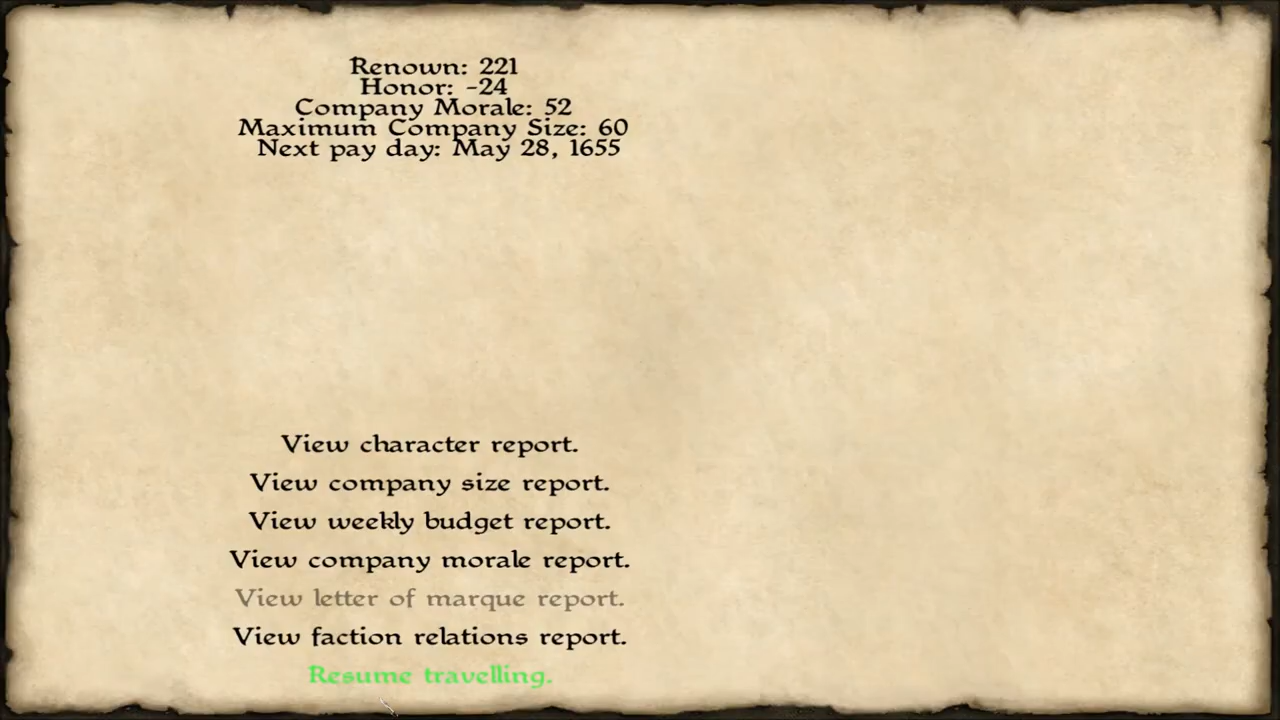 Renown: 221
Honor: -24
Company Morale: 52
Maximum Company Size: 60
Next pay day: May 28, 1655
View character report.
View company size report.
View weekly budget report.
View company morale report.
View letter of marque report.
View faction relations report.
Resume travelling.